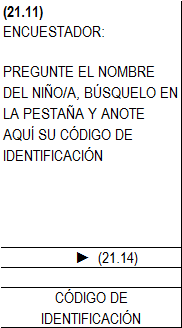 (21.11)
ENCUESTADOR:
PREGUNTE EL NOMBRE
DEL NIÑO/A, BÚSQUELO EN
LA PESTAÑA Y ANOTE
AQUÍ SU CÓDIGO DE
IDENTIFICACIÓN
► (21.14)
CÓDIGO DE
IDENTIFICACIÓN